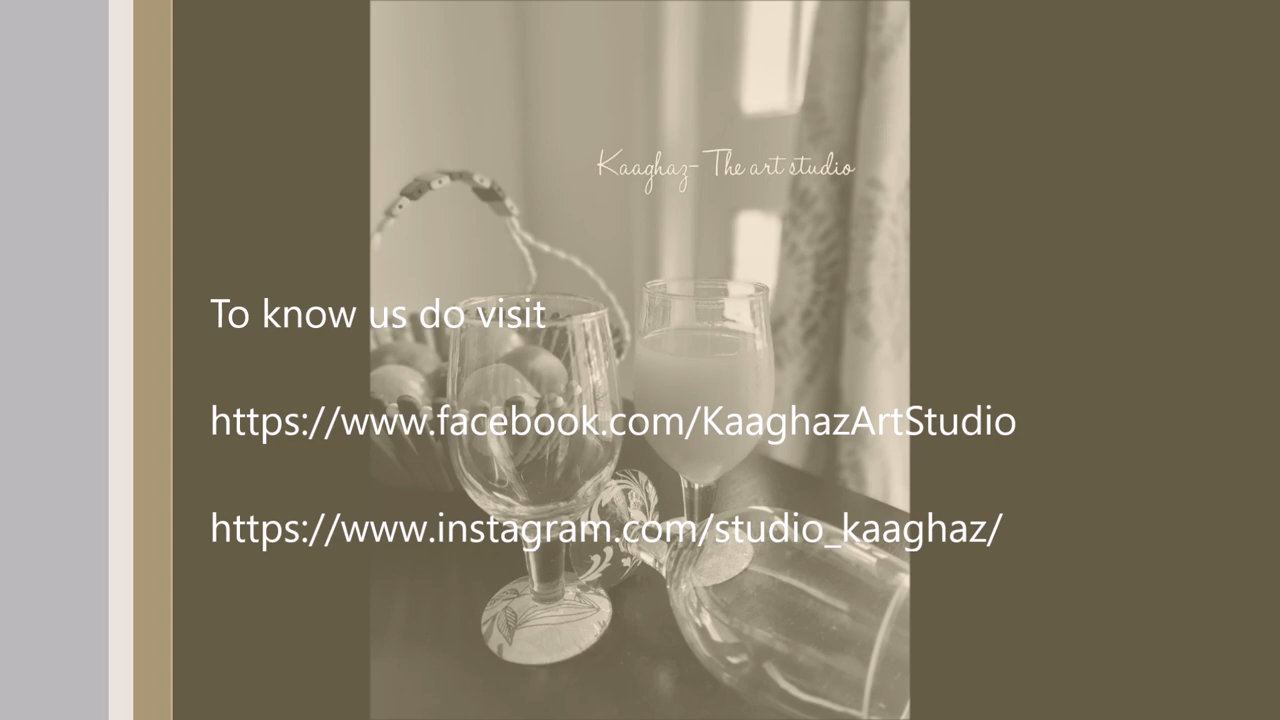 Kaaghaz- The art studio
To know us do visit
https://www.facebook.com/KaaghazArtStudio
https://www.instagram.com/studio_kaaghaz/